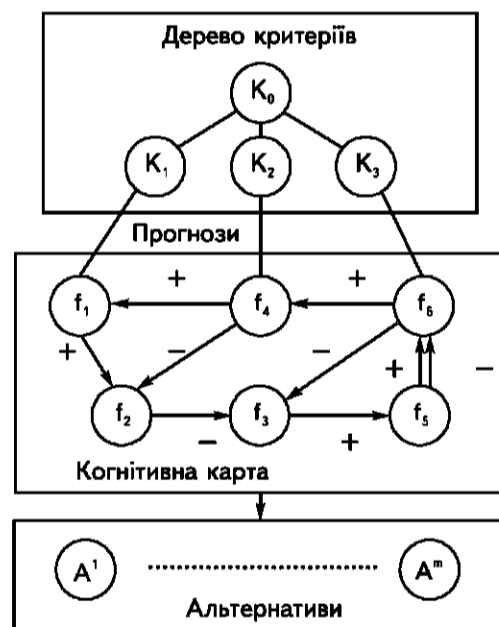 Дерево критеріїв
K₀
K₁ K₂ K₃
Прогнози
+ +
f₁ f₄ f₆
+ − − + −
f₂ f₃ f₅
− +
Когнітивна карта
A¹ Aᵐ
Альтернативи